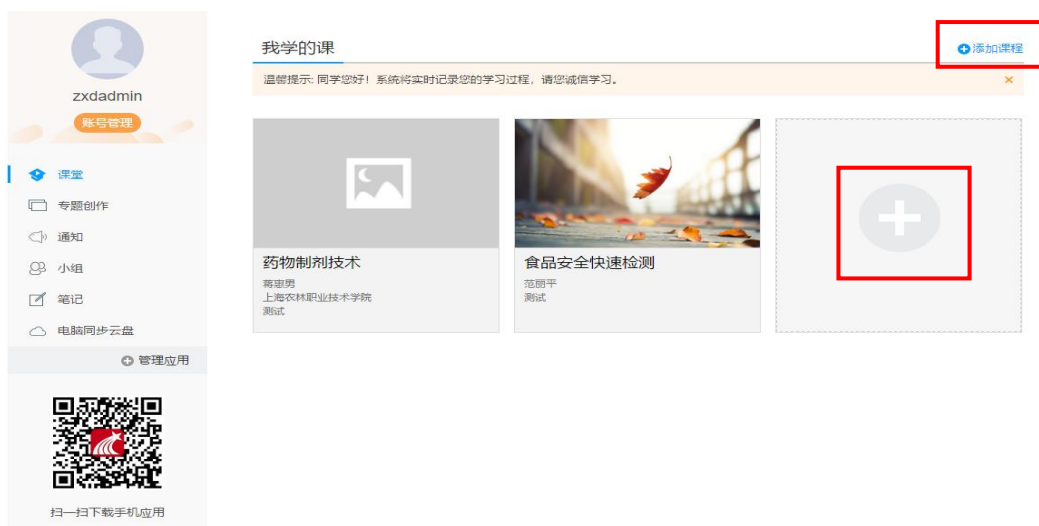 zxdadmin
账号管理
课堂
专题创作
通知
小组
笔记
电脑同步云盘
管理应用
扫一扫下载手机应用
我学的课
添加课程
温馨提示: 同学您好！系统将实时记录您的学习过程，请您诚信学习。
药物制剂技术
蒋思男
上海农林职业技术学院
测试
食品安全快速检测
范丽平
测试